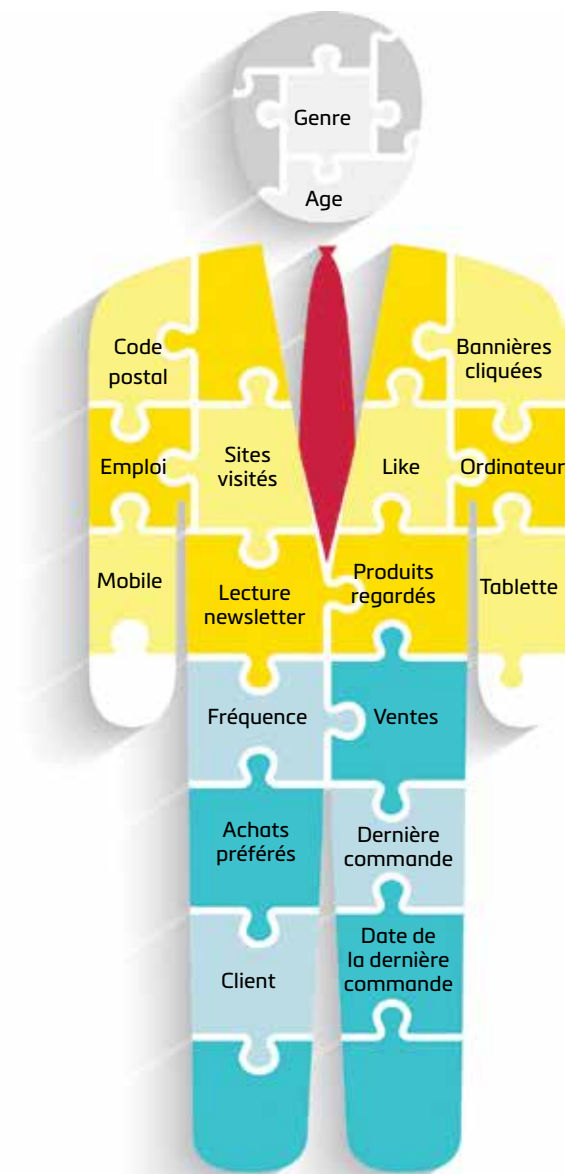 Genre
Age
Code
postal
Bannières
cliquées
Emploi
Sites
visités
Like
Ordinateur
Mobile
Lecture
newsletter
Produits
regardés
Tablette
Fréquence
Ventes
Achats
préférés
Dernière
commande
Client
Date de
la dernière
commande